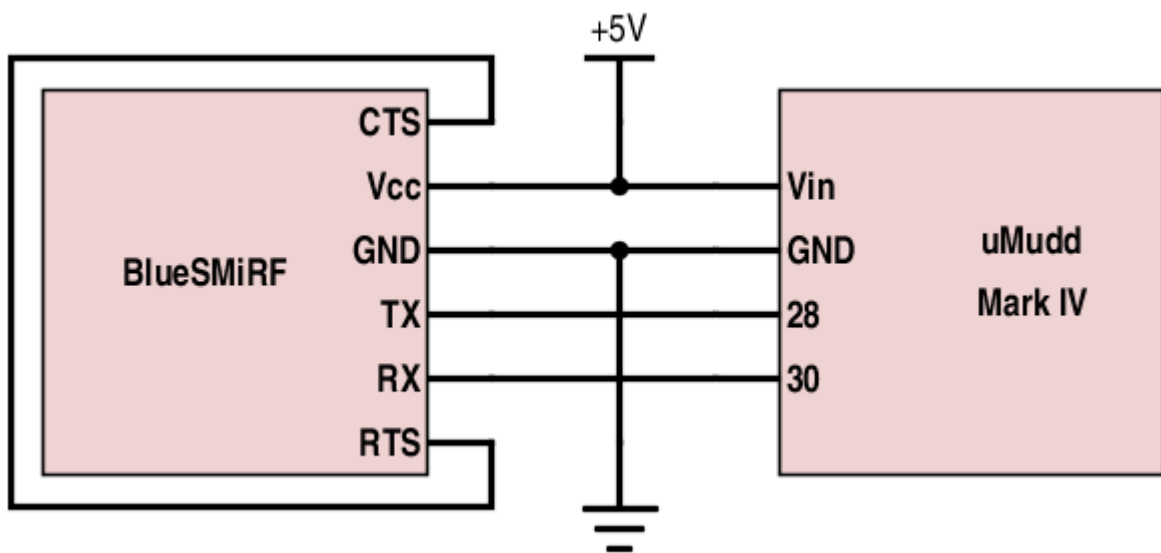 +5V
CTS
Vcc
GND
TX
RX
RTS
BlueSMiRF
Vin
GND
28
30
uMudd
Mark IV